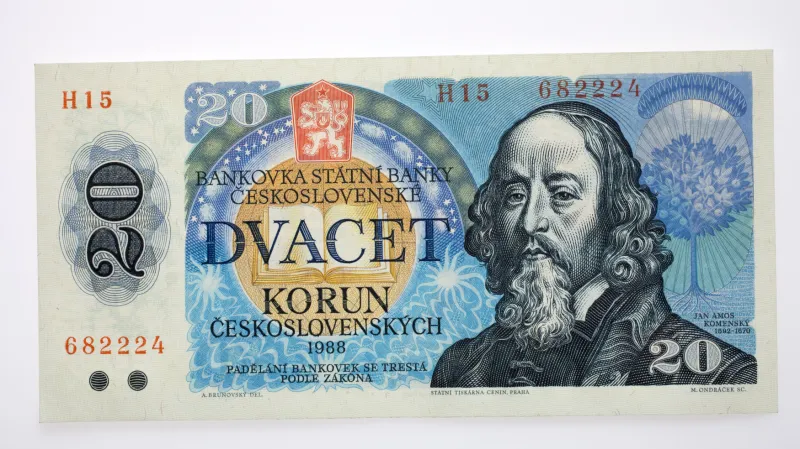 H15
20
H15 682224
BANKOVKA STÁTNÍ BANKY
ČESKOSLOVENSKÉ
DVACET
KORUN
ČESKOSLOVENSKÝCH
1988
PADĚLÁNÍ BANKOVEK SE TRESTÁ
PODLE ZÁKONA
20
682224
JAN AMOS
KOMENSKÝ
1592-1670
20
A. BRUNOVSKÝ DEL.
STÁTNÍ TISKÁRNA CENIN, PRAHA
M. ONDRÁČEK SC.